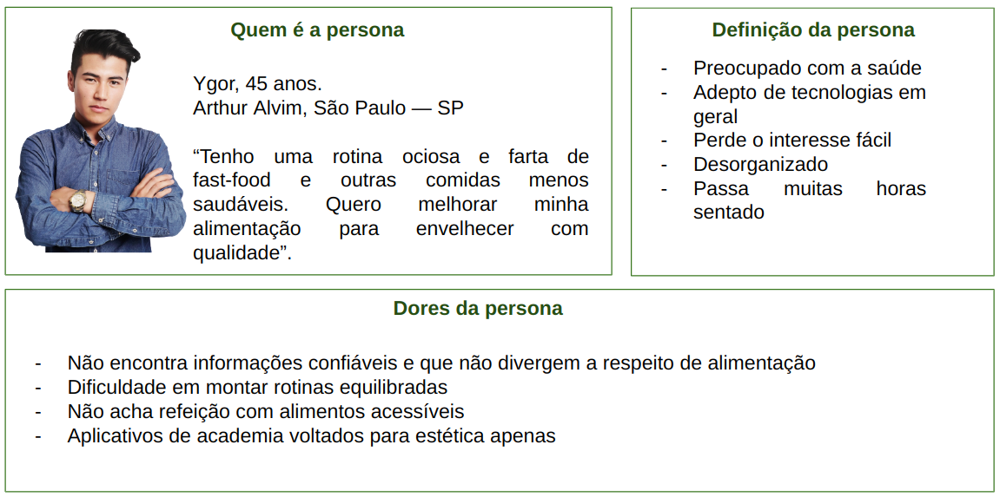 Quem é a persona
Ygor, 45 anos.
Arthur Alvim, São Paulo — SP
“Tenho uma rotina ociosa e farta de
fast-food e outras comidas menos
saudáveis. Quero melhorar minha
alimentação para envelhecer com
qualidade”.
Definição da persona
- Preocupado com a saúde
- Adepto de tecnologias em
geral
- Perde o interesse fácil
- Desorganizado
- Passa muitas horas
sentado
Dores da persona
- Não encontra informações confiáveis e que não divergem a respeito de alimentação
- Dificuldade em montar rotinas equilibradas
- Não acha refeição com alimentos acessíveis
- Aplicativos de academia voltados para estética apenas